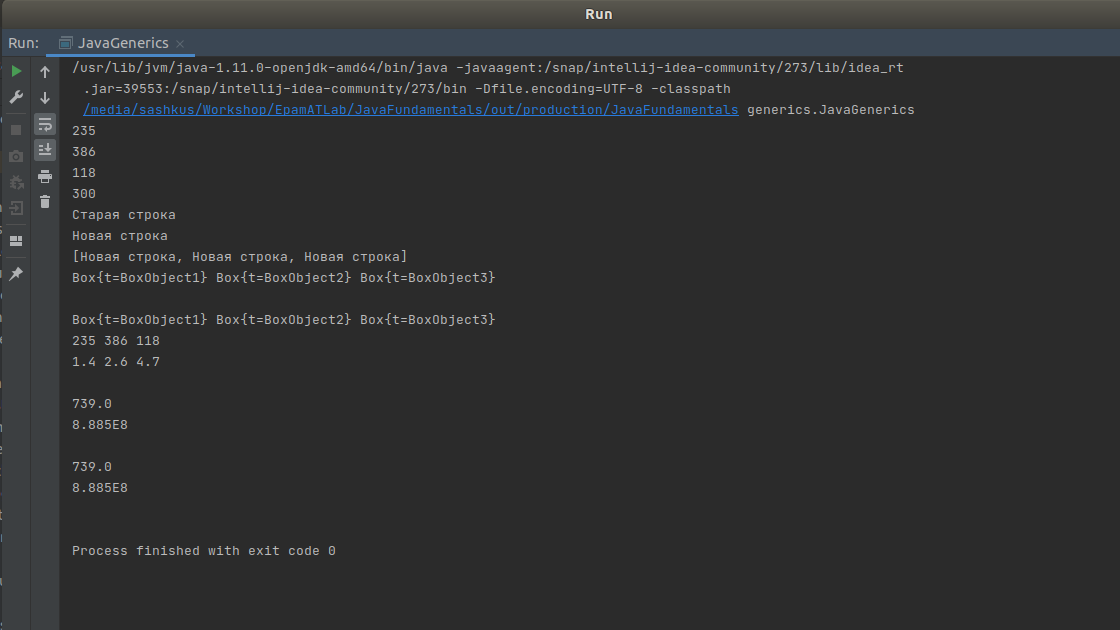 Run
Run: JavaGenerics
/usr/lib/jvm/java-1.11.0-openjdk-amd64/bin/java -javaagent:/snap/intellij-idea-community/273/lib/idea_rt
.jar=39553:/snap/intellij-idea-community/273/bin -Dfile.encoding=UTF-8 -classpath
/media/sashkus/Workshop/EpamATLab/JavaFundamentals/out/production/JavaFundamentals generics.JavaGenerics
235
386
118
300
Старая строка
Новая строка
[Новая строка, Новая строка, Новая строка]
Box{t=BoxObject1} Box{t=BoxObject2} Box{t=BoxObject3}
Box{t=BoxObject1} Box{t=BoxObject2} Box{t=BoxObject3}
235 386 118
1.4 2.6 4.7
739.0
8.885E8
739.0
8.885E8
Process finished with exit code 0